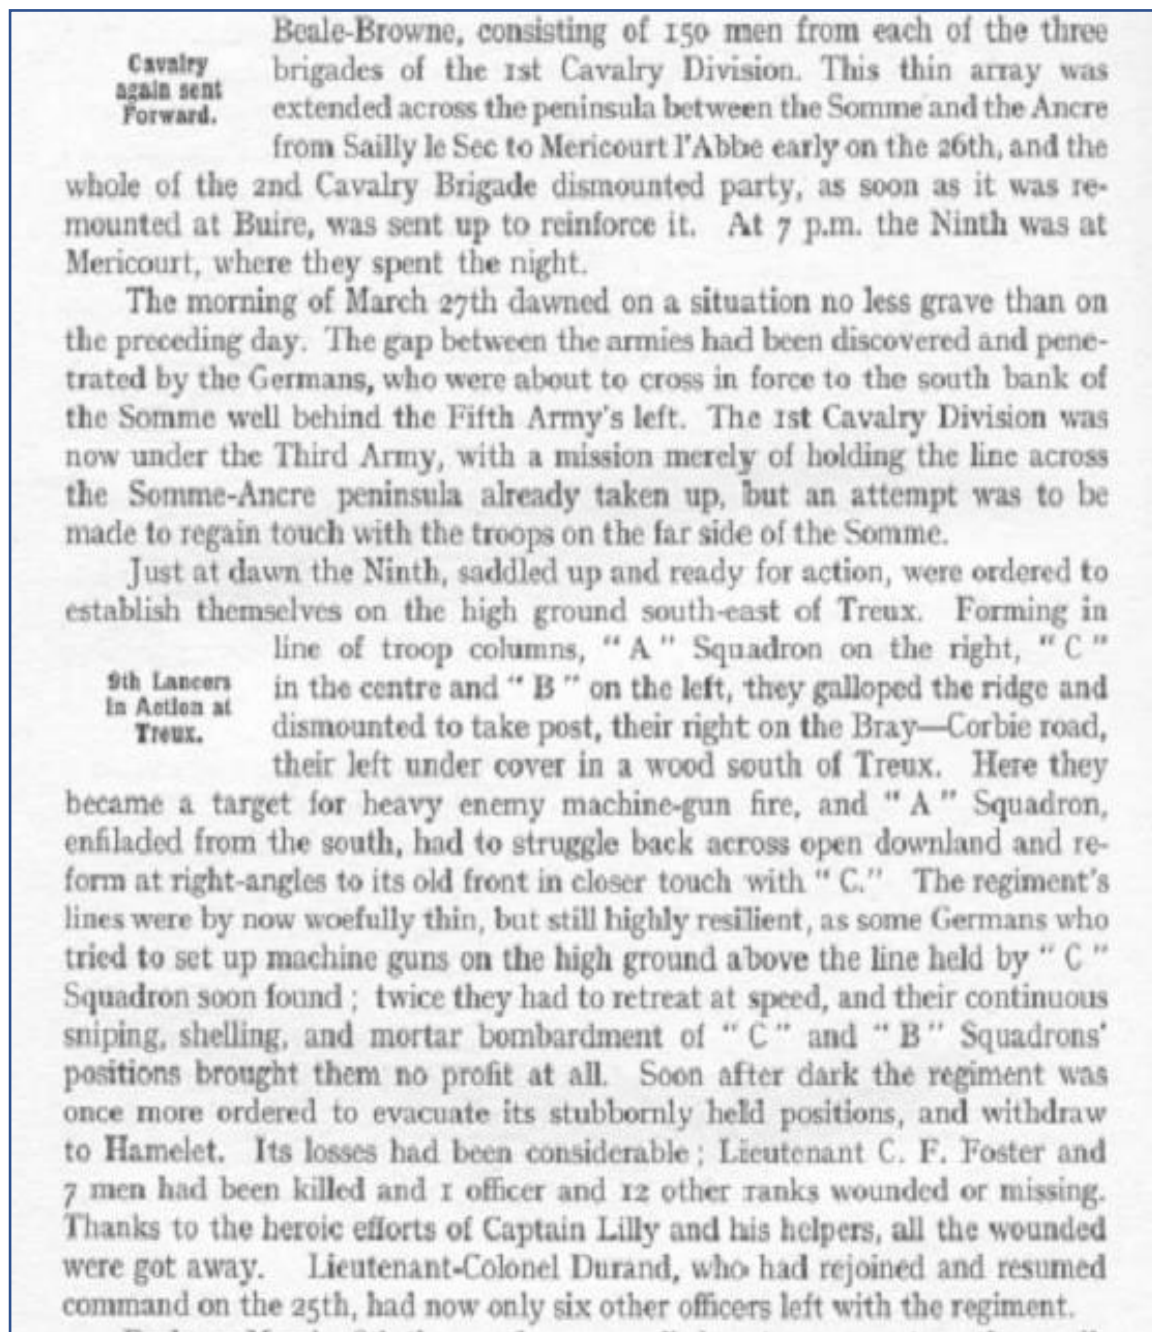 Beale-Browne, consisting of 150 men from each of the three
Cavalry
again sent
Forward.
brigades of the 1st Cavalry Division. This thin array was
extended across the peninsula between the Somme and the Ancre
from Sailly le Sec to Mericourt l'Abbe early on the 26th, and the
whole of the 2nd Cavalry Brigade dismounted party, as soon as it was re-
mounted at Buire, was sent up to reinforce it. At 7 p.m. the Ninth was at
Mericourt, where they spent the night.
The morning of March 27th dawned on a situation no less grave than on
the preceding day. The gap between the armies had been discovered and pene-
trated by the Germans, who were about to cross in force to the south bank of
the Somme well behind the Fifth Army's left. The 1st Cavalry Division was
now under the Third Army, with a mission merely of holding the line across
the Somme-Ancre peninsula already taken up, but an attempt was to be
made to regain touch with the troops on the far side of the Somme.
Just at dawn the Ninth, saddled up and ready for action, were ordered to
establish themselves on the high ground south-east of Treux. Forming in
line of troop columns, "A" Squadron on the right, "C"
9th Lancers
in Action at
Treux.
in the centre and "B" on the left, they galloped the ridge and
dismounted to take post, their right on the Bray—Corbie road,
their left under cover in a wood south of Treux. Here they
became a target for heavy enemy machine-gun fire, and "A" Squadron,
enfiladed from the south, had to struggle back across open downland and re-
form at right-angles to its old front in closer touch with "C." The regiment's
lines were by now woefully thin, but still highly resilient, as some Germans who
tried to set up machine guns on the high ground above the line held by "C"
Squadron soon found; twice they had to retreat at speed, and their continuous
sniping, shelling, and mortar bombardment of "C" and "B" Squadrons'
positions brought them no profit at all. Soon after dark the regiment was
once more ordered to evacuate its stubbornly held positions, and withdraw
to Hamelet. Its losses had been considerable; Lieutenant C. F. Foster and
7 men had been killed and 1 officer and 12 other ranks wounded or missing.
Thanks to the heroic efforts of Captain Lilly and his helpers, all the wounded
were got away. Lieutenant-Colonel Durand, who had rejoined and resumed
command on the 25th, had now only six other officers left with the regiment.